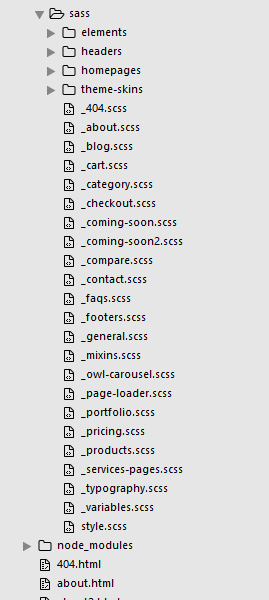 sass
elements
headers
homepages
theme-skins
_404.scss
_about.scss
_blog.scss
_cart.scss
_category.scss
_checkout.scss
_coming-soon.scss
_coming-soon2.scss
_compare.scss
_contact.scss
_faqs.scss
_footers.scss
_general.scss
_mixins.scss
_owl-carousel.scss
_page-loader.scss
_portfolio.scss
_pricing.scss
_products.scss
_services-pages.scss
_typography.scss
_variables.scss
style.scss
node_modules
404.html
about.html